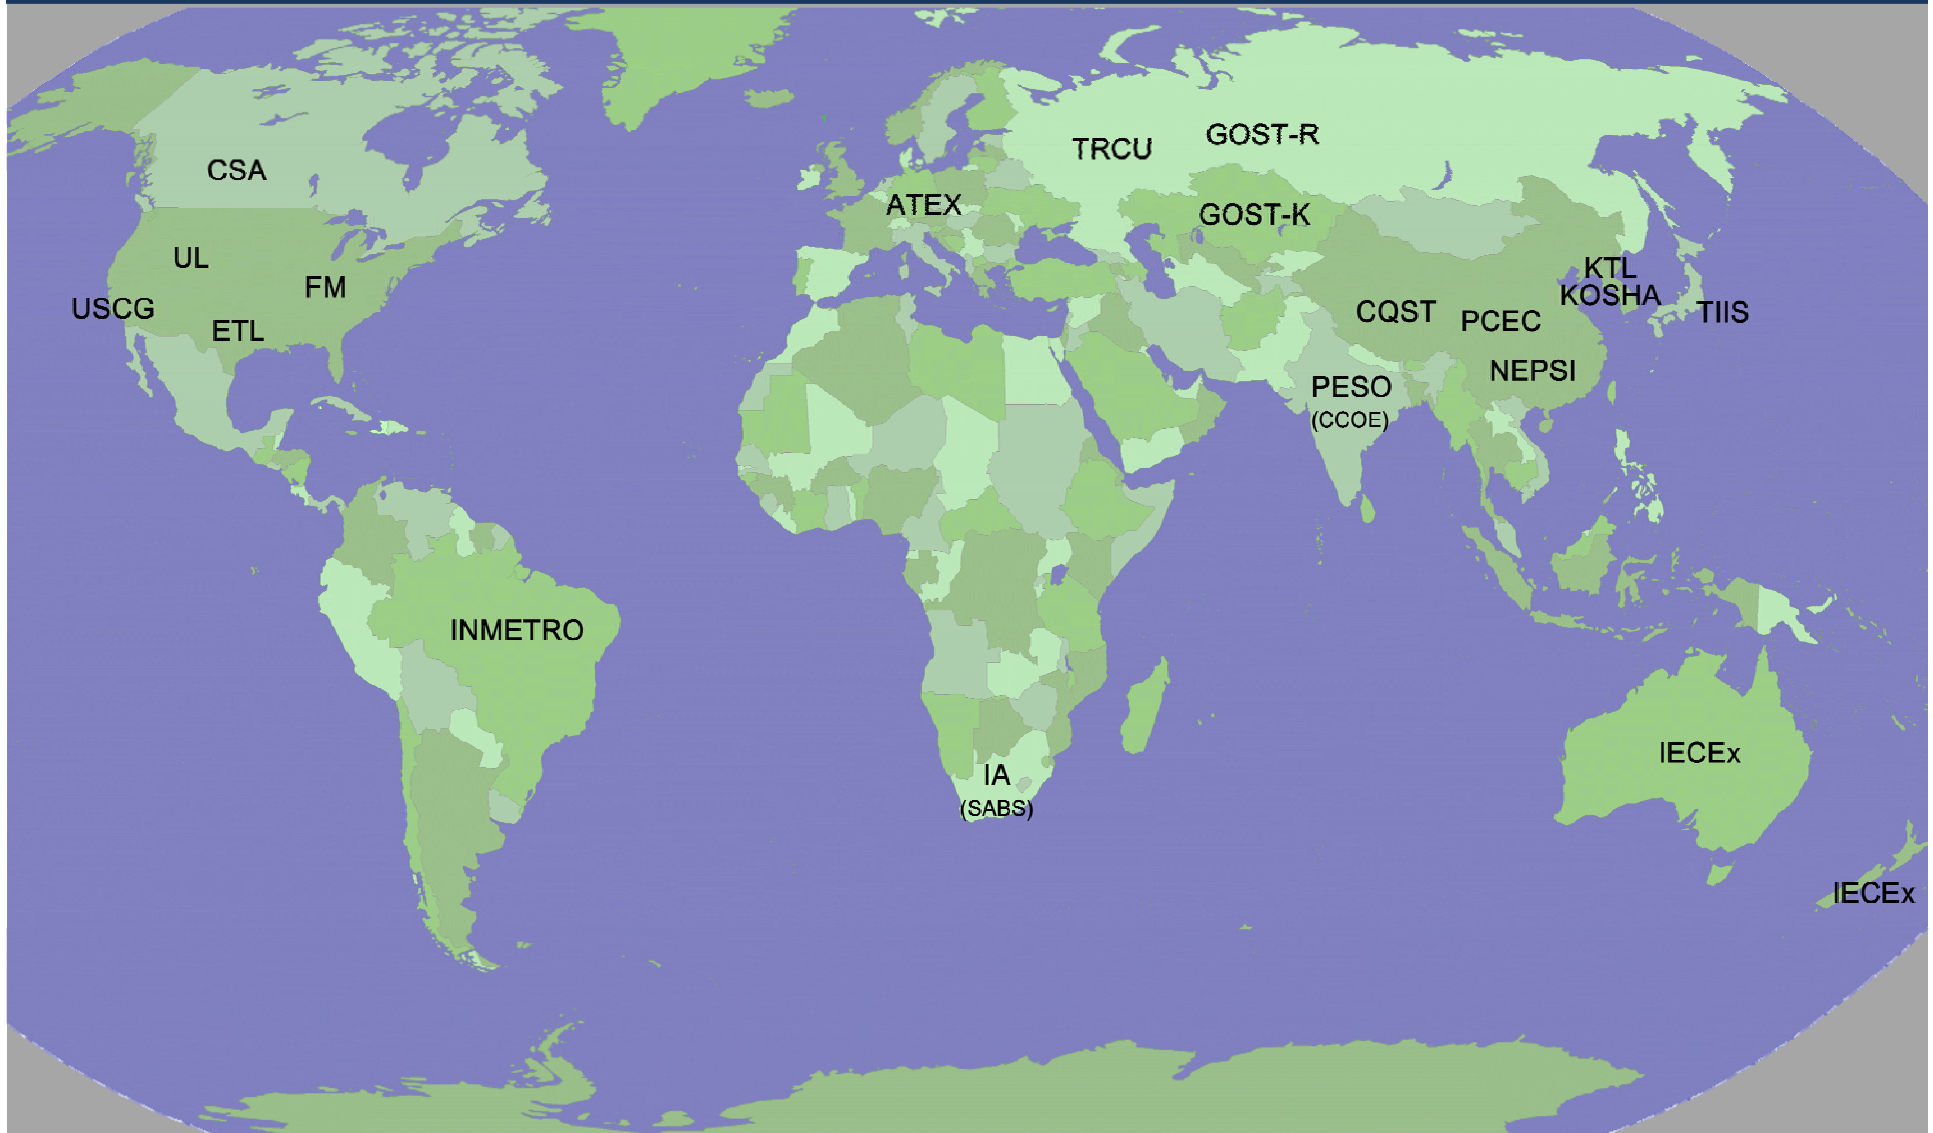 TRCU
GOST-R
CSA
ATEX
GOST-K
UL
FM
USCG
ETL
KTL
KOSHA
CQST
PCEC
TIIS
NEPSI
PESO
(CCOE)
INMETRO
IECEx
IA
(SABS)
IECEx